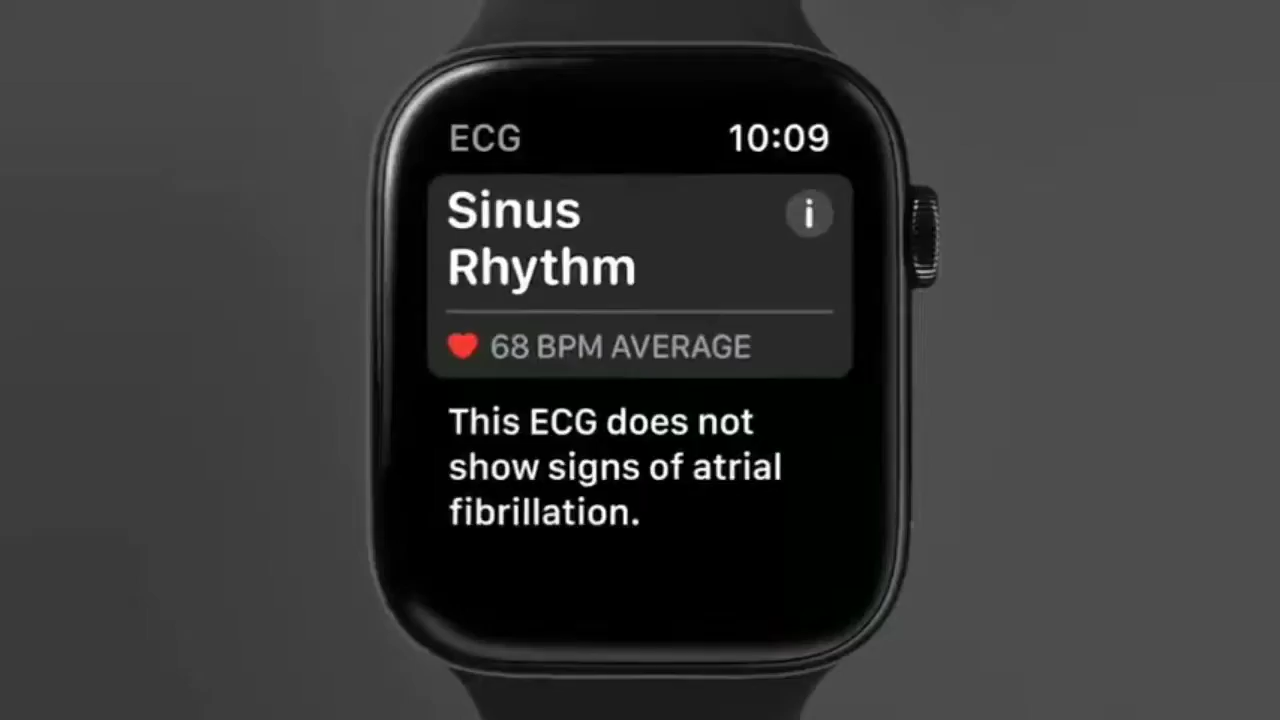 ECG 10:09
Sinus
Rhythm
68 BPM AVERAGE
This ECG does not
show signs of atrial
fibrillation.